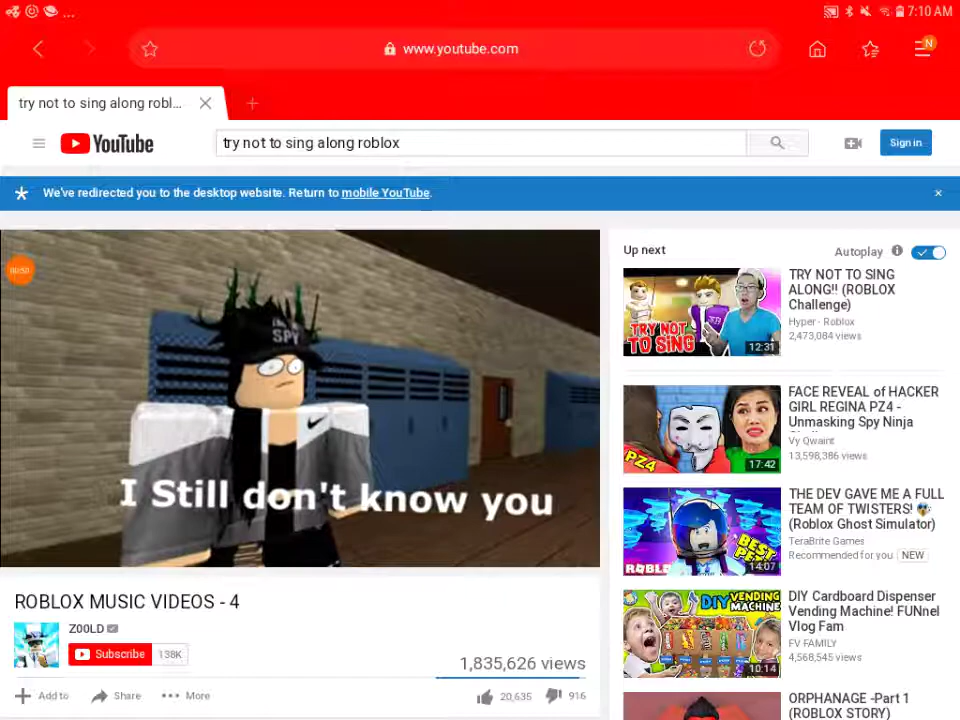 ... 7:10 AM
www.youtube.com
N
try not to sing along robl...
YouTube
try not to sing along roblox
Sign in
We've redirected you to the desktop website. Return to mobile YouTube.
SPY
I Still don't know you
ROBLOX MUSIC VIDEOS - 4
Z00LD
Subscribe 138K
1,835,626 views
Add to Share More
20,635 916
Up next
Autoplay
TRY NOT
TO SING
12:31
TRY NOT TO SING
ALONG!! (ROBLOX
Challenge)
Hyper - Roblox
2,473,084 views
PZ4
17:42
FACE REVEAL of HACKER
GIRL REGINA PZ4 -
Unmasking Spy Ninja
Vy Qwaint
13,598,386 views
BEST
PET
ROBLOX
14:07
THE DEV GAVE ME A FULL
TEAM OF TWISTERS! 😱
(Roblox Ghost Simulator)
TeraBrite Games
Recommended for you NEW
DIY VENDING
MACHINE!
10:14
DIY Cardboard Dispenser
Vending Machine! FUNnel
Vlog Fam
FV FAMILY
4,568,545 views
ORPHANAGE -Part 1
(ROBLOX STORY)